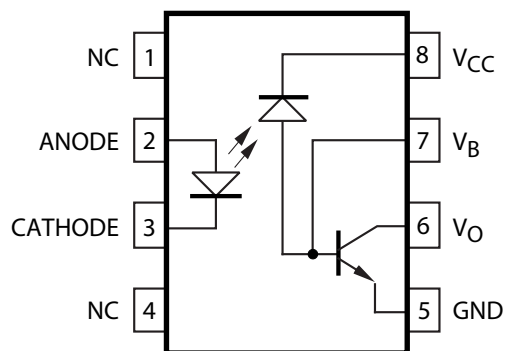 NC 1
8 VCC
ANODE 2
7 VB
CATHODE 3
6 VO
NC 4
5 GND